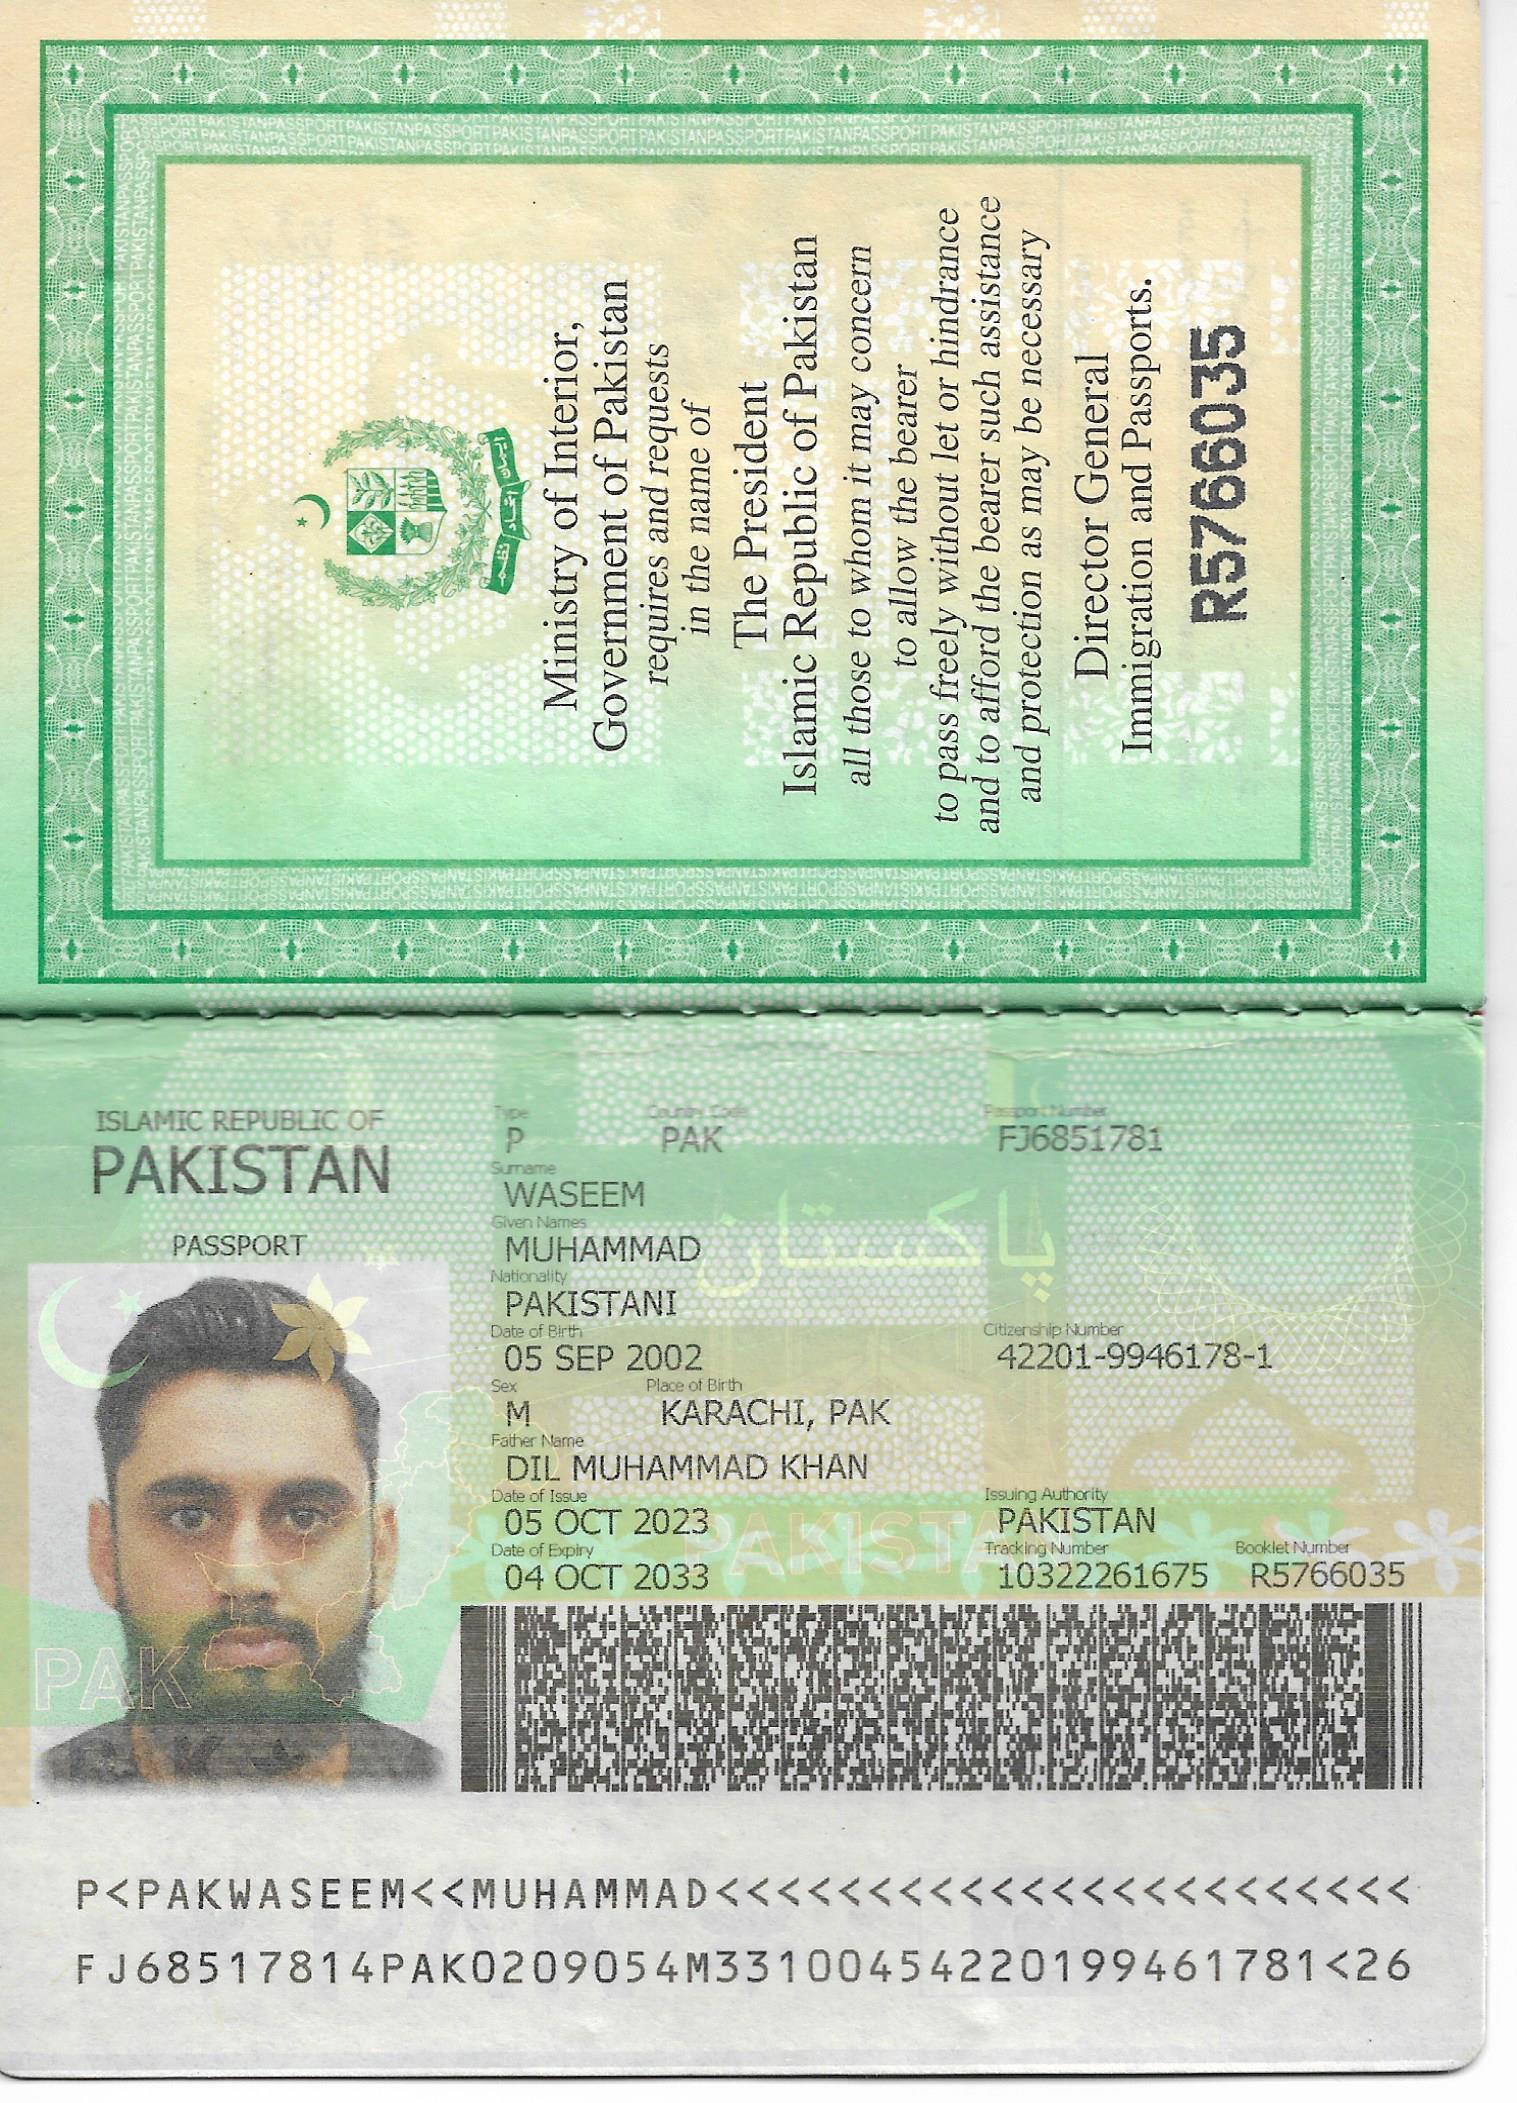 ایمان اتحاد نظم
Ministry of Interior,
Government of Pakistan
requires and requests
in the name of
The President
Islamic Republic of Pakistan
all those to whom it may concern
to allow the bearer
to pass freely without let or hindrance
and to afford the bearer such assistance
and protection as may be necessary
Director General
Immigration and Passports.
R5766035
ISLAMIC REPUBLIC OF
PAKISTAN
PASSPORT
Type Country Code Passport Number
P PAK FJ6851781
Surname
WASEEM
Given Names
MUHAMMAD
پاکستان
Nationality
PAKISTANI
Date of Birth Citizenship Number
05 SEP 2002 42201-9946178-1
Sex Place of Birth
M KARACHI, PAK
Father Name
DIL MUHAMMAD KHAN
Date of Issue Issuing Authority
05 OCT 2023 PAKISTAN
PAKISTAN
Date of Expiry Tracking Number Booklet Number
04 OCT 2033 10322261675 R5766035
PAK
P<PAKWASEEM<<MUHAMMAD<<<<<<<<<<<<<<<<<<<<<<<
FJ68517814PAK0209054M3310045422019946​1781<26